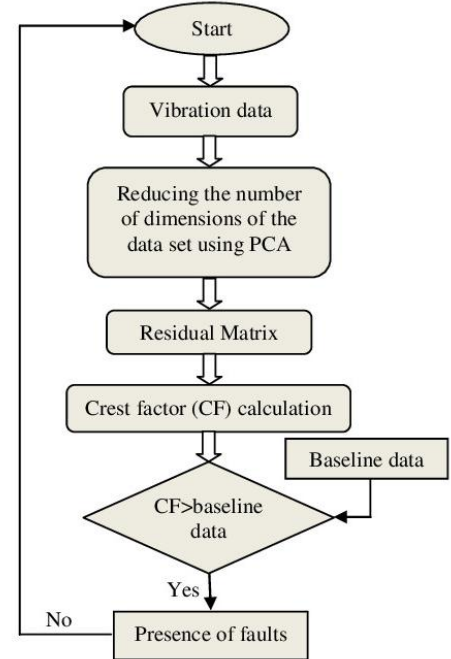 Start
Vibration data
Reducing the number
of dimensions of the
data set using PCA
Residual Matrix
Crest factor (CF) calculation
Baseline data
CF>baseline
data
Yes
No
Presence of faults